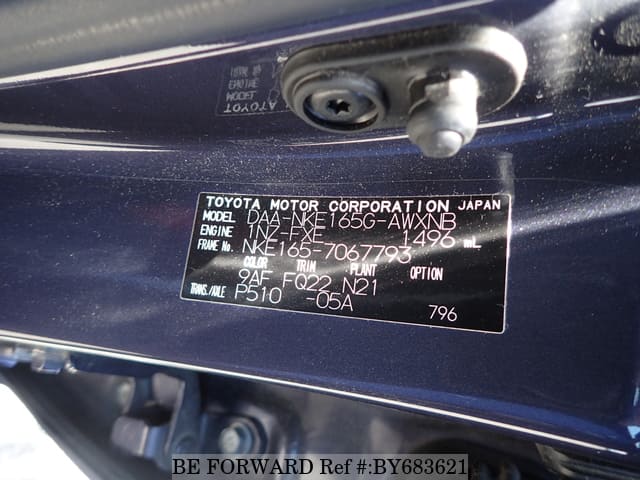 TOYOTA MOTOR CORPORATION JAPAN
MODEL DAA-NKE165G-AWXNB
ENGINE 1NZ-FXE 1496 mL
FRAME No. NKE165-7067793
COLOR TRIM PLANT OPTION
9AF FQ22 N21
TRANS./AXLE P510 -05A
796
BE FORWARD Ref #:BY683621